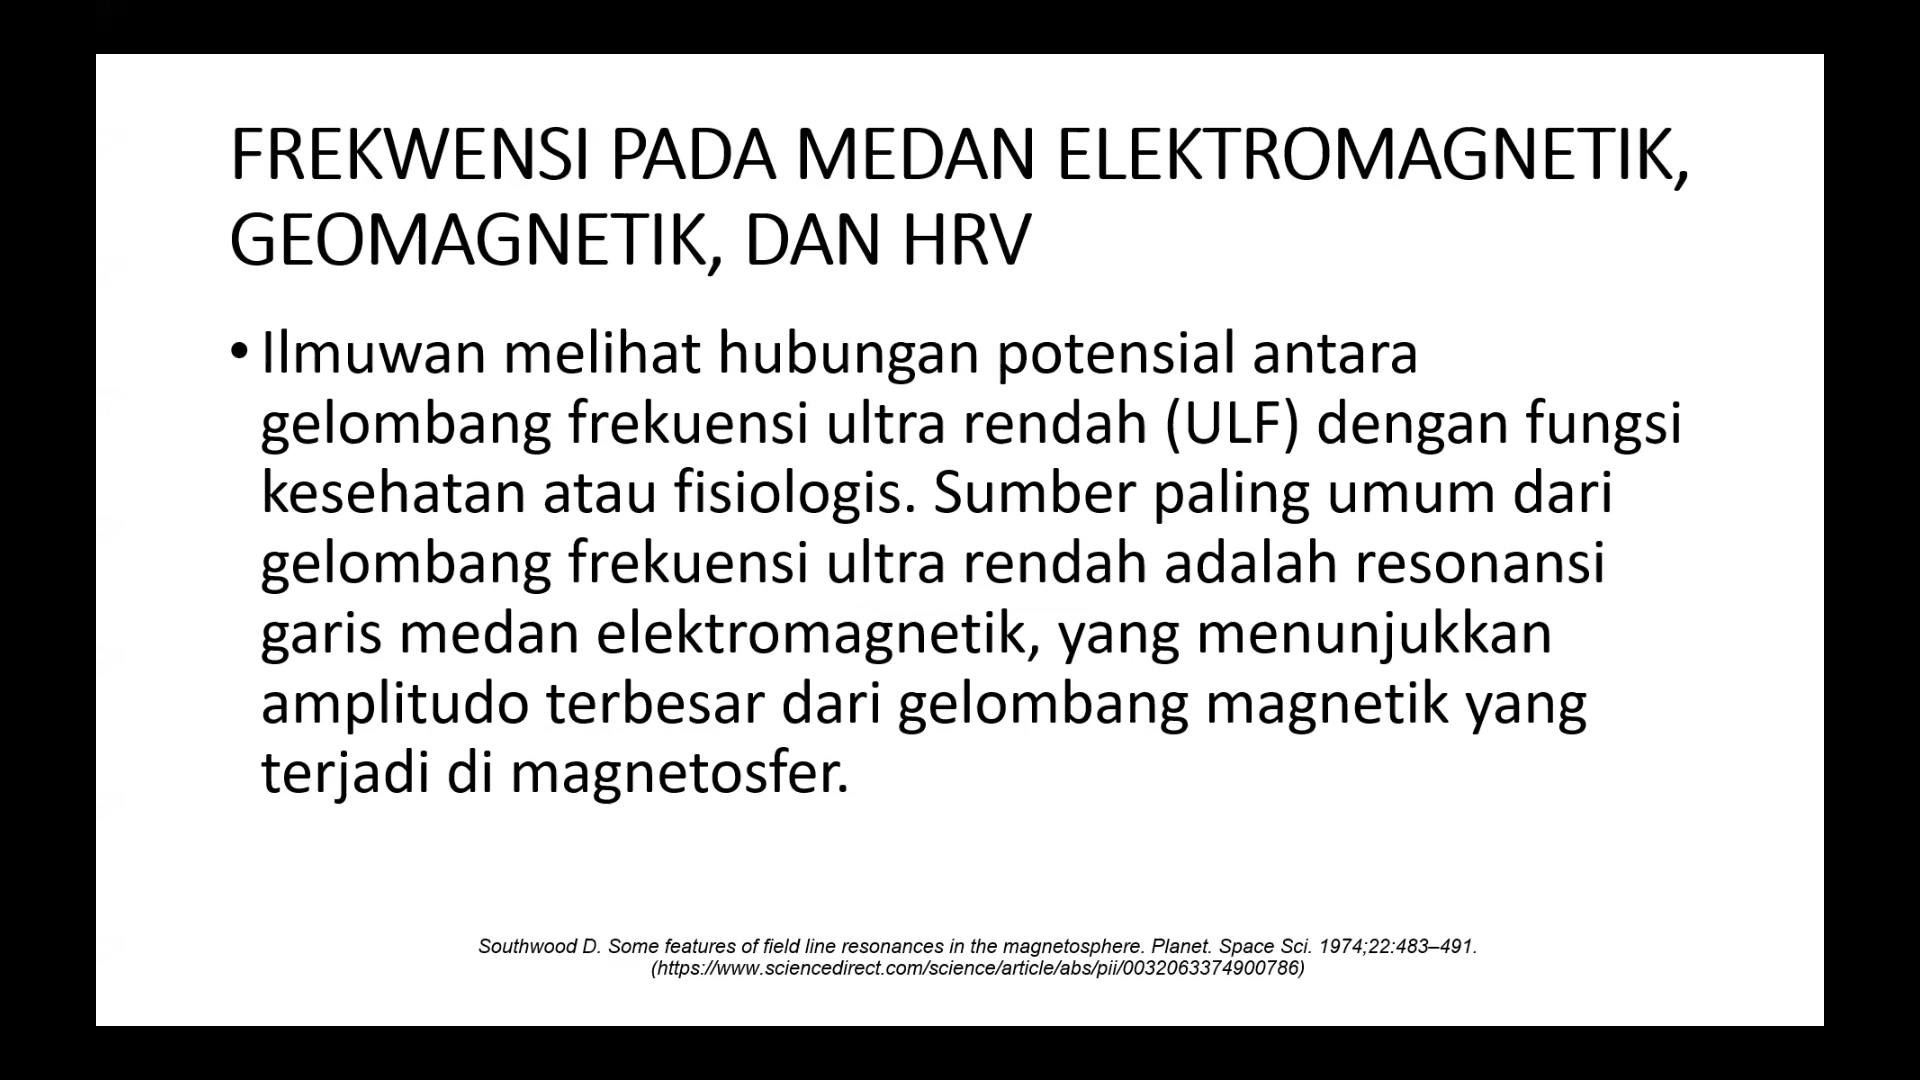 FREKWENSI PADA MEDAN ELEKTROMAGNETIK,
GEOMAGNETIK, DAN HRV
• Ilmuwan melihat hubungan potensial antara
gelombang frekuensi ultra rendah (ULF) dengan fungsi
kesehatan atau fisiologis. Sumber paling umum dari
gelombang frekuensi ultra rendah adalah resonansi
garis medan elektromagnetik, yang menunjukkan
amplitudo terbesar dari gelombang magnetik yang
terjadi di magnetosfer.
Southwood D. Some features of field line resonances in the magnetosphere. Planet. Space Sci. 1974;22:483–491.
(https://www.sciencedirect.com/science/article/abs/pii/0032063374900786)